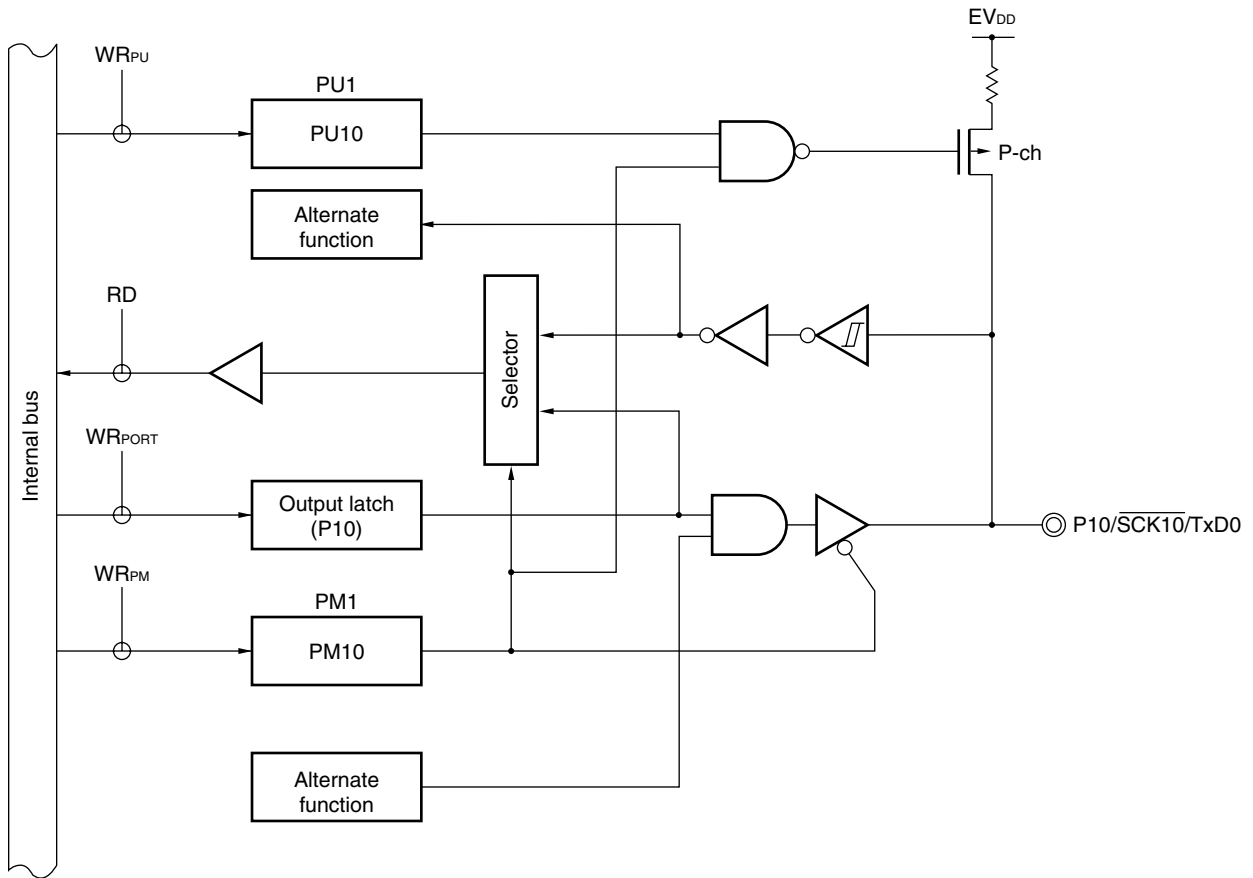 EVDD
WRPU
PU1
PU10
P-ch
Alternate
function
RD
Selector
Internal bus
WRPORT
Output latch
(P10)
P10/SCK10/TxD0
WRPM
PM1
PM10
Alternate
function